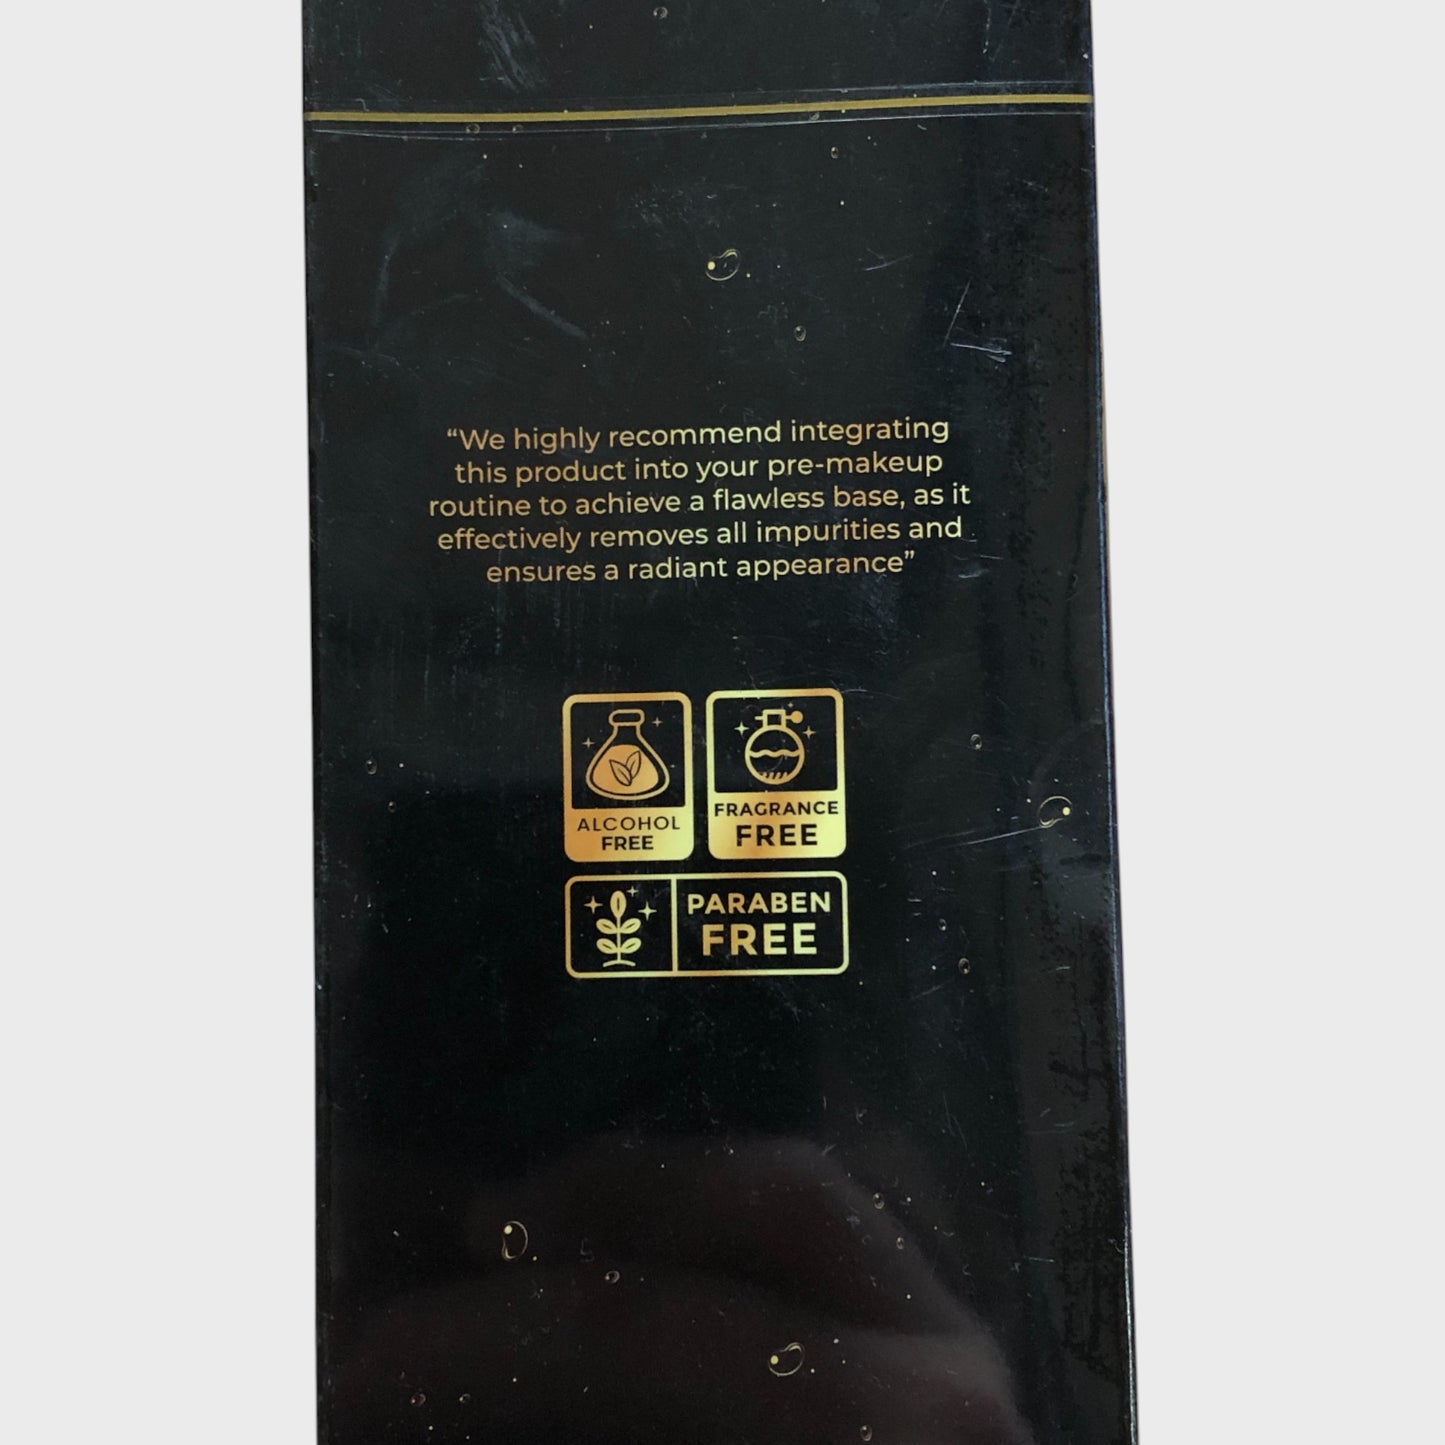 “We highly recommend integrating
this product into your pre-makeup
routine to achieve a flawless base, as it
effectively removes all impurities and
ensures a radiant appearance”
ALCOHOL
FREE
FRAGRANCE
FREE
PARABEN
FREE